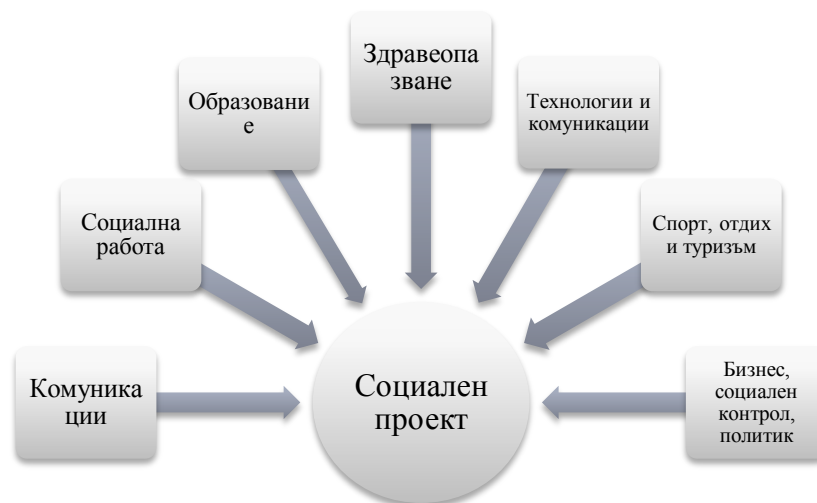 Здравеопа
зване
Образовани
е
Технологии и
комуникации
Социална
работа
Спорт, отдих
и туризъм
Комуника
ции
Социален
проект
Бизнес,
социален
контрол,
политик